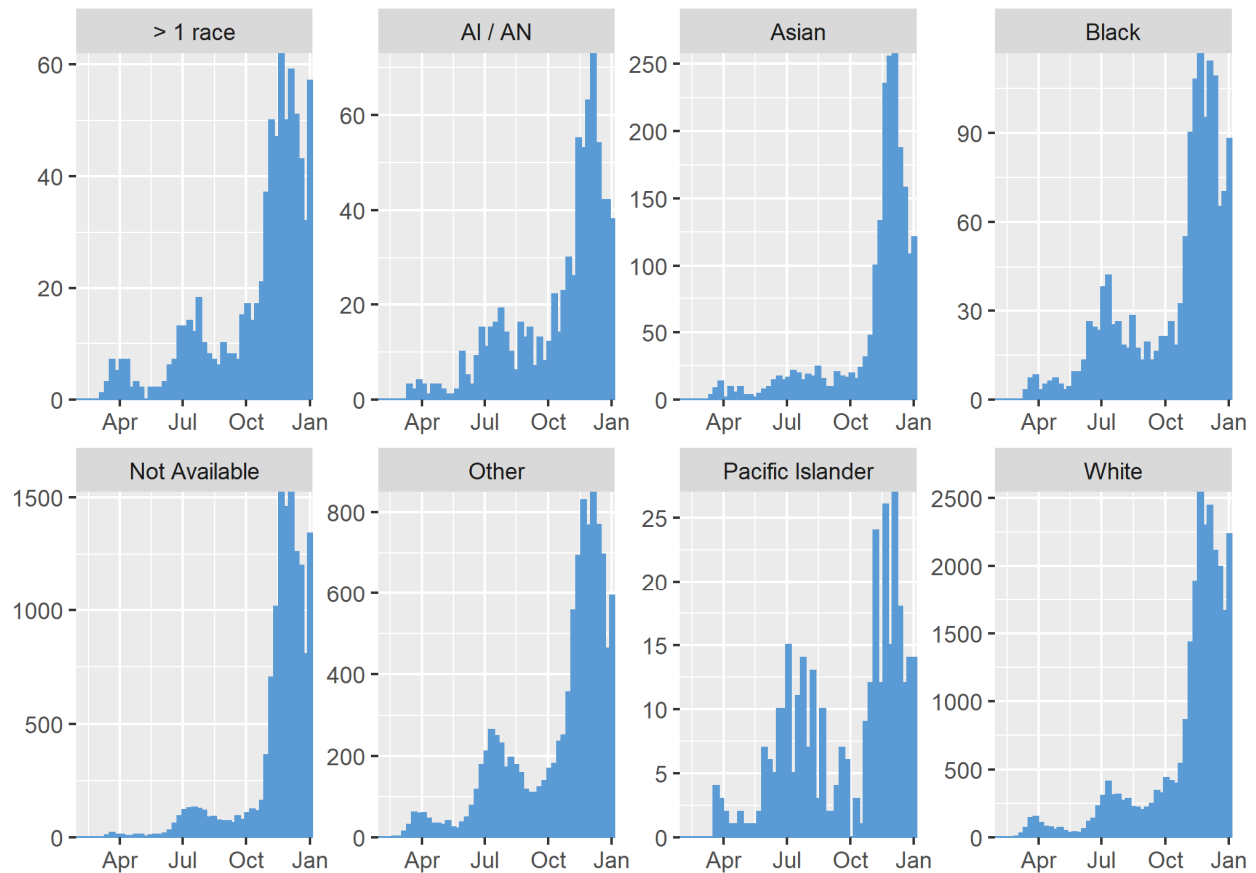 > 1 race
AI / AN
Asian
Black
60
40
20
0
60
40
20
0
250
200
150
100
50
0
90
60
30
0
Apr Jul Oct Jan
Apr Jul Oct Jan
Apr Jul Oct Jan
Apr Jul Oct Jan
Not Available
Other
Pacific Islander
White
1500
1000
500
0
800
600
400
200
0
25
20
15
10
5
0
2500
2000
1500
1000
500
0
Apr Jul Oct Jan
Apr Jul Oct Jan
Apr Jul Oct Jan
Apr Jul Oct Jan